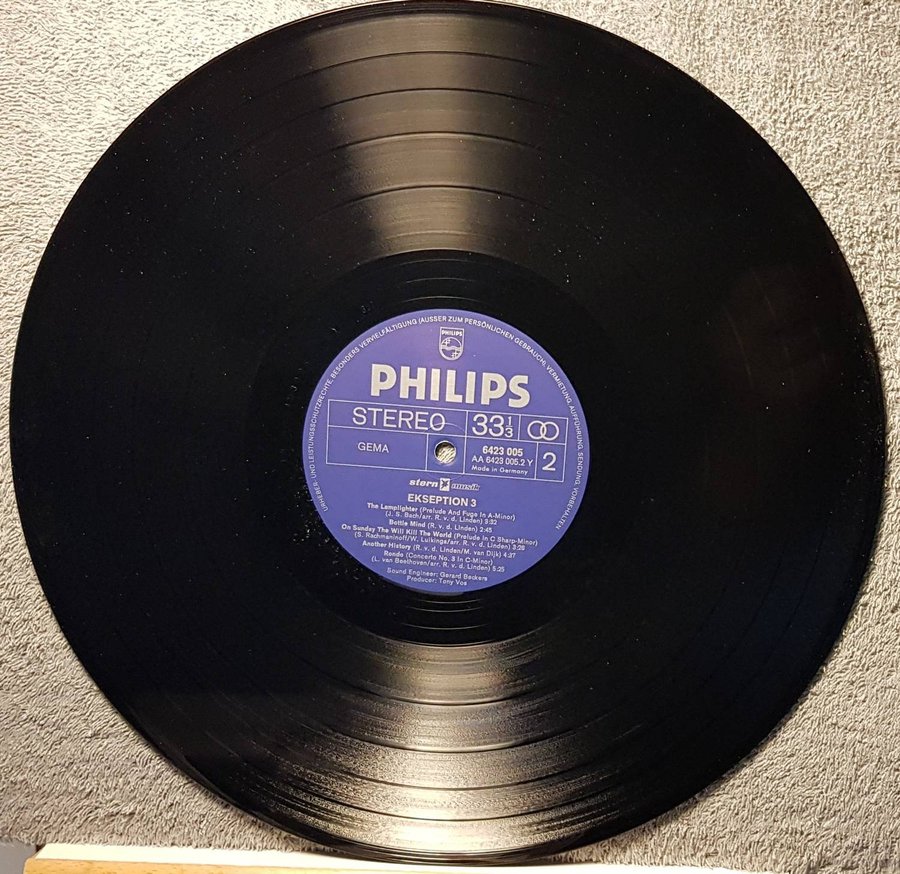 URHEBER- UND LEISTUNGSSCHUTZRECHTE, BESONDERS VERVIELFÄLTIGUNG (AUSSER ZUM PERSÖNLICHEN GEBRAUCH), VERMIETUNG, AUFFÜHRUNG, SENDUNG, VORBEHALTEN
PHILIPS
PHILIPS
STEREO 33 1/3
GEMA
6423 005
AA 6423 005.2 Y
Made in Germany
2
stern musik
EKSEPTION 3
The Lamplighter (Prelude And Fuge In A-Minor)
(J. S. Bach/arr. R. v. d. Linden) 5:32
Bottle Mind (R. v. d. Linden) 2:45
On Sunday The Will Kill The World (Prelude In C Sharp-Minor)
(S. Rachmaninoff/W. Luikinga/arr. R. v. d. Linden) 3:26
Another History (R. v. d. Linden/M. van Dijk) 4:37
Rondo (Concerto No. 3 In C-Minor)
(L. van Beethoven/arr. R. v. d. Linden) 5:25
Sound Engineer: Gerard Beckers
Producer: Tony Vos